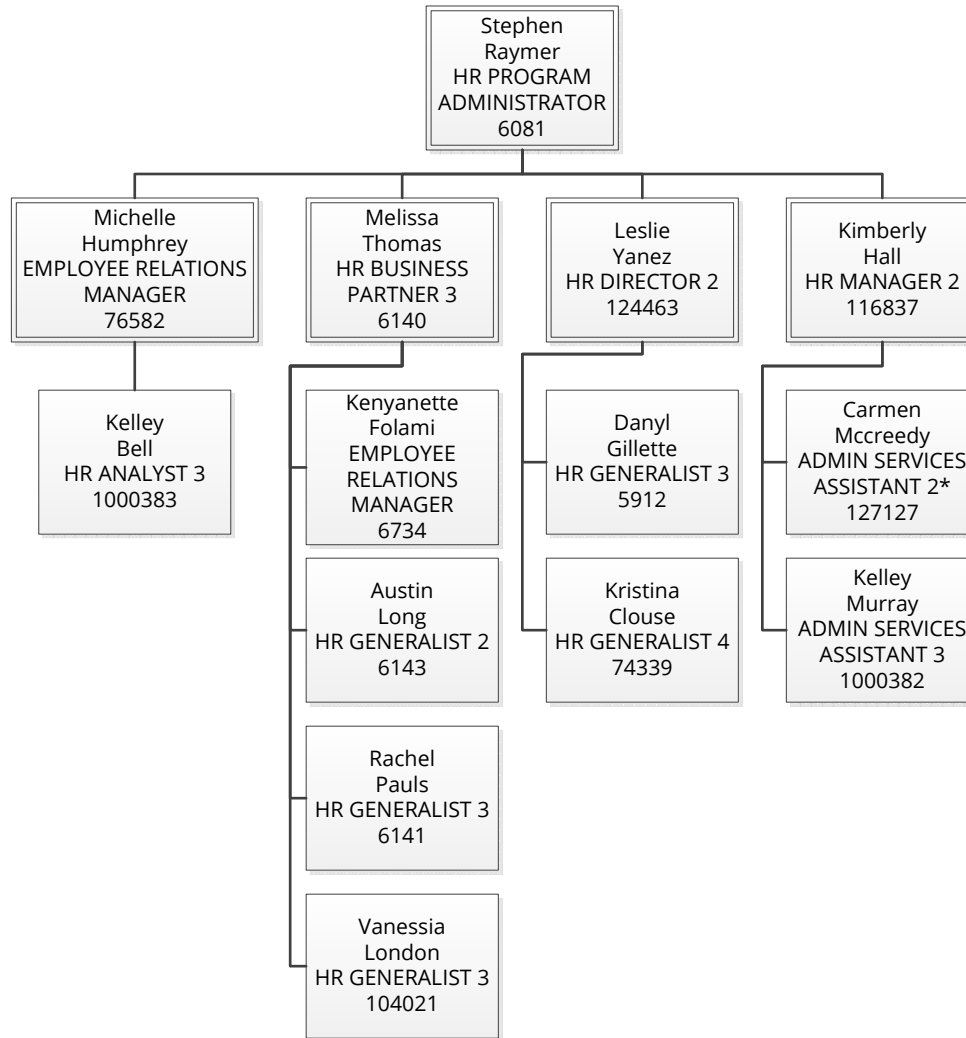 Stephen
Raymer
HR PROGRAM
ADMINISTRATOR
6081
Michelle
Humphrey
EMPLOYEE RELATIONS
MANAGER
76582
Melissa
Thomas
HR BUSINESS
PARTNER 3
6140
Leslie
Yanez
HR DIRECTOR 2
124463
Kimberly
Hall
HR MANAGER 2
116837
Kelley
Bell
HR ANALYST 3
1000383
Kenyanette
Folami
EMPLOYEE
RELATIONS
MANAGER
6734
Austin
Long
HR GENERALIST 2
6143
Rachel
Pauls
HR GENERALIST 3
6141
Vanessia
London
HR GENERALIST 3
104021
Danyl
Gillette
HR GENERALIST 3
5912
Kristina
Clouse
HR GENERALIST 4
74339
Carmen
Mccreedy
ADMIN SERVICES
ASSISTANT 2*
127127
Kelley
Murray
ADMIN SERVICES
ASSISTANT 3
1000382